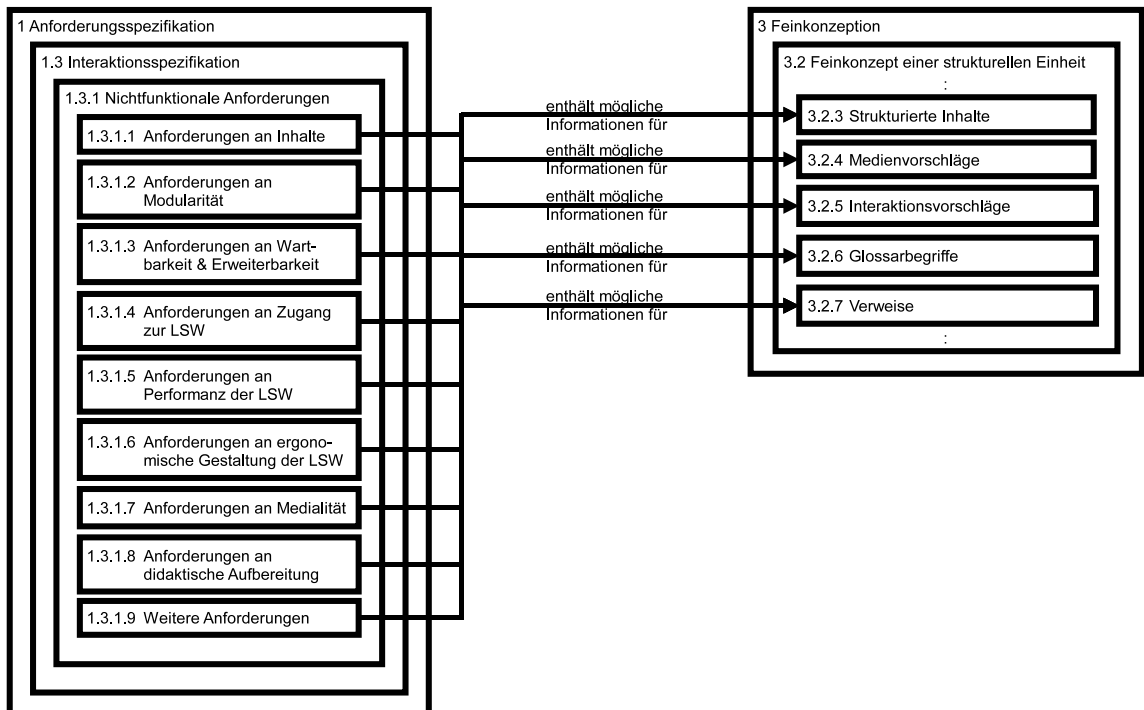 1 Anforderungsspezifikation
1.3 Interaktionsspezifikation
1.3.1 Nichtfunktionale Anforderungen
1.3.1.1 Anforderungen an Inhalte
1.3.1.2 Anforderungen an
Modularität
1.3.1.3 Anforderungen an Wart-
barkeit & Erweiterbarkeit
1.3.1.4 Anforderungen an Zugang
zur LSW
1.3.1.5 Anforderungen an
Performanz der LSW
1.3.1.6 Anforderungen an ergono-
mische Gestaltung der LSW
1.3.1.7 Anforderungen an Medialität
1.3.1.8 Anforderungen an
didaktische Aufbereitung
1.3.1.9 Weitere Anforderungen
enthält mögliche
Informationen für
enthält mögliche
Informationen für
enthält mögliche
Informationen für
enthält mögliche
Informationen für
enthält mögliche
Informationen für
3 Feinkonzeption
3.2 Feinkonzept einer strukturellen Einheit
:
3.2.3 Strukturierte Inhalte
3.2.4 Medienvorschläge
3.2.5 Interaktionsvorschläge
3.2.6 Glossarbegriffe
3.2.7 Verweise
: